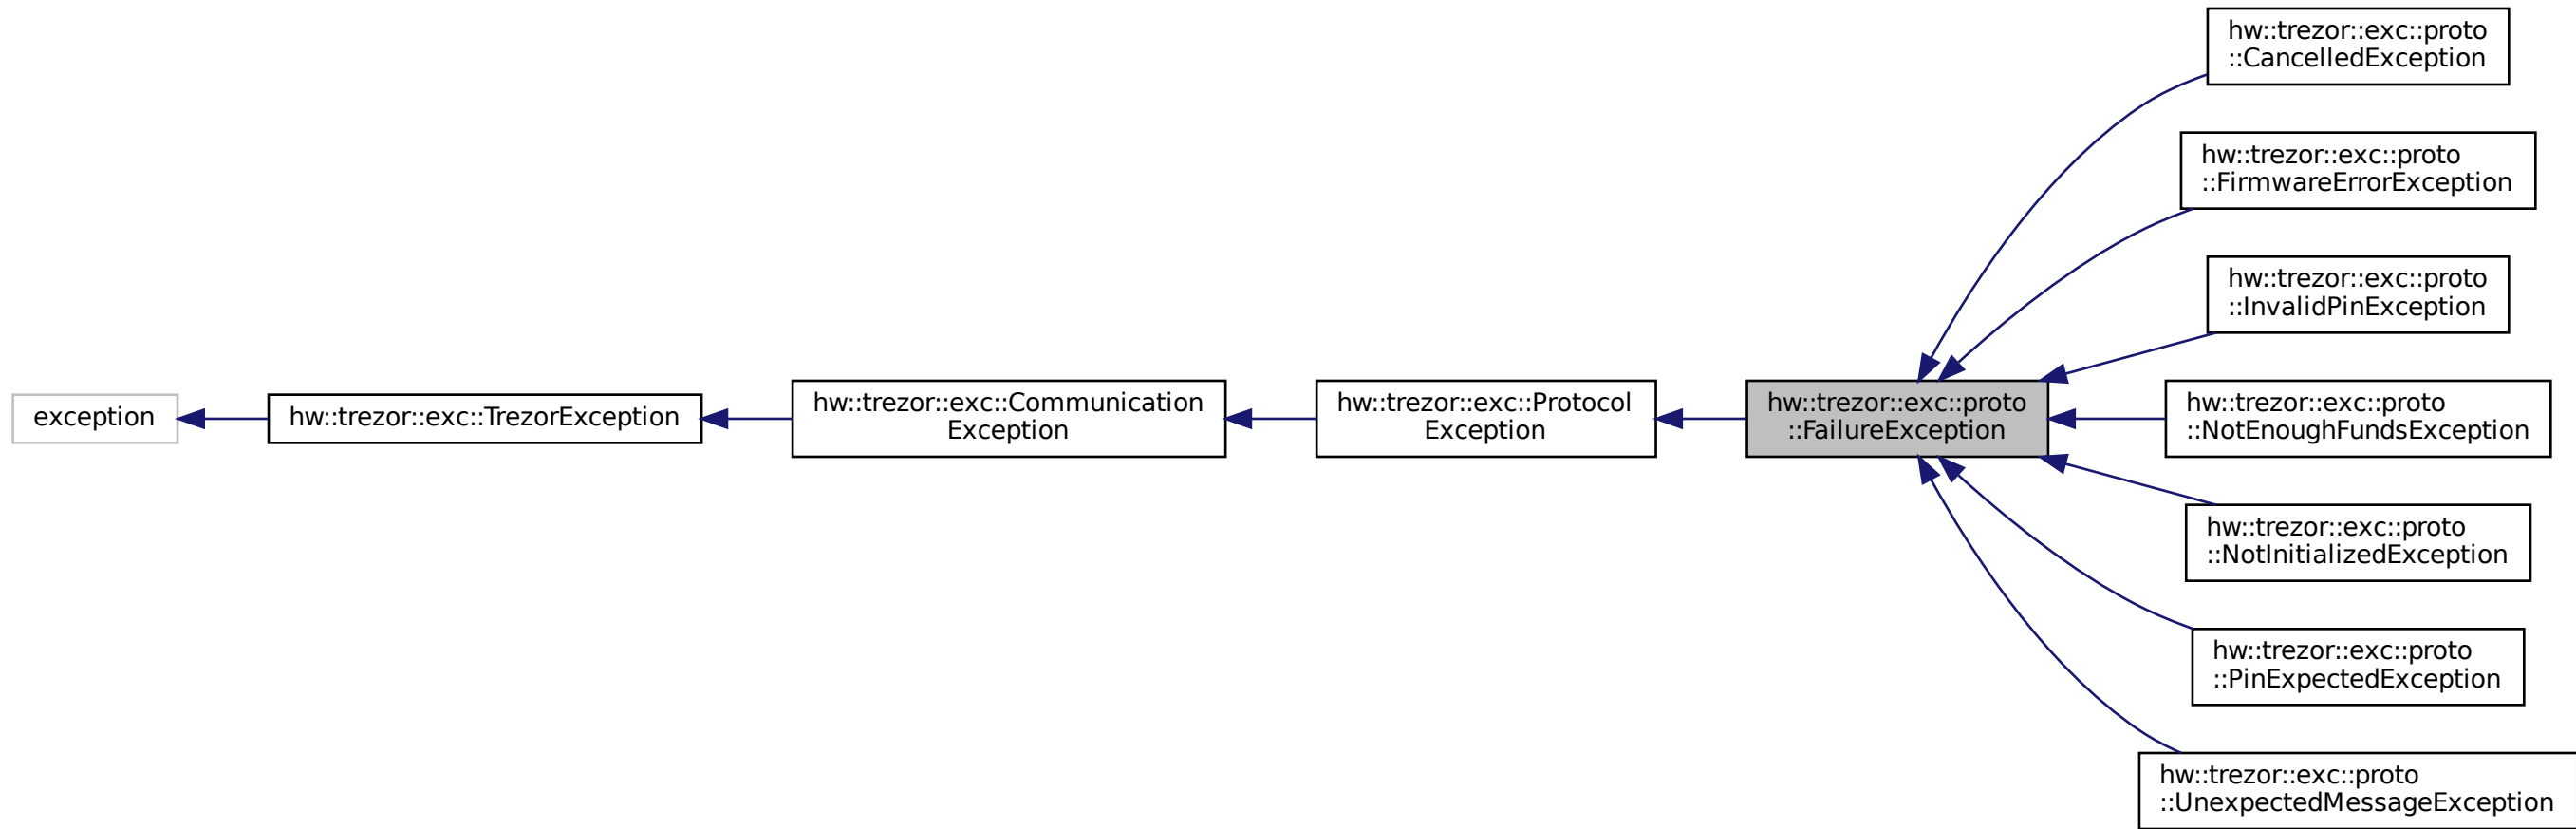 exception
hw::trezor::exc::TrezorException
hw::trezor::exc::Communication
Exception
hw::trezor::exc::Protocol
Exception
hw::trezor::exc::proto
::FailureException
hw::trezor::exc::proto
::CancelledException
hw::trezor::exc::proto
::FirmwareErrorException
hw::trezor::exc::proto
::InvalidPinException
hw::trezor::exc::proto
::NotEnoughFundsException
hw::trezor::exc::proto
::NotInitializedException
hw::trezor::exc::proto
::PinExpectedException
hw::trezor::exc::proto
::UnexpectedMessageException